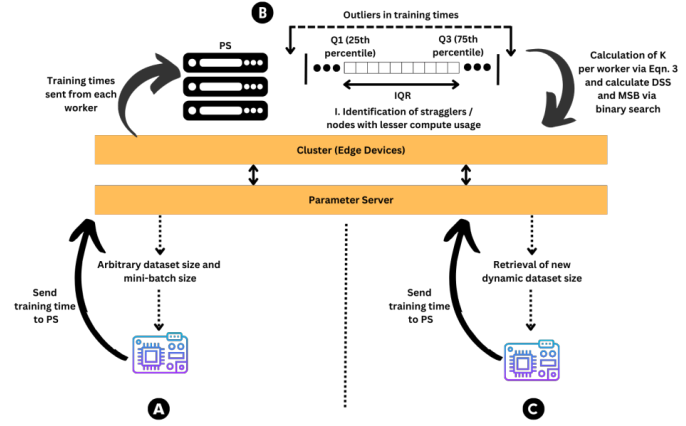 B
Outliers in training times
PS
Q1 (25th
percentile)
Q3 (75th
percentile)
Training times
sent from each
worker
Calculation of K
per worker via Eqn. 3
and calculate DSS
and MSB via
binary search
IQR
I. Identification of stragglers /
nodes with lesser compute usage
Cluster (Edge Devices)
Parameter Server
Arbitrary dataset size and
mini-batch size
Send
training time
to PS
A
Retrieval of new
dynamic dataset size
Send
training time
to PS
C